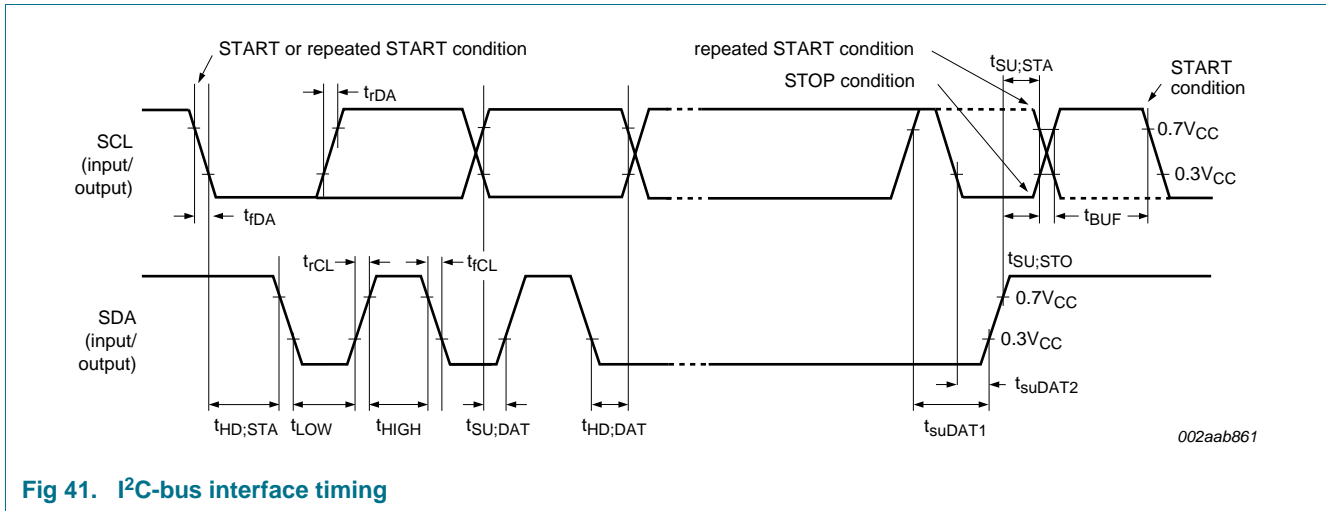 START or repeated START condition
repeated START condition
STOP condition
tSU;STA
START
condition
trDA
SCL
(input/
output)
0.7VCC
0.3VCC
tfDA
tBUF
trCL
tfCL
tSU;STO
SDA
(input/
output)
0.7VCC
0.3VCC
tsuDAT2
tHD;STA
tLOW
tHIGH
tSU;DAT
tHD;DAT
tsuDAT1
002aab861
Fig 41. I²C-bus interface timing